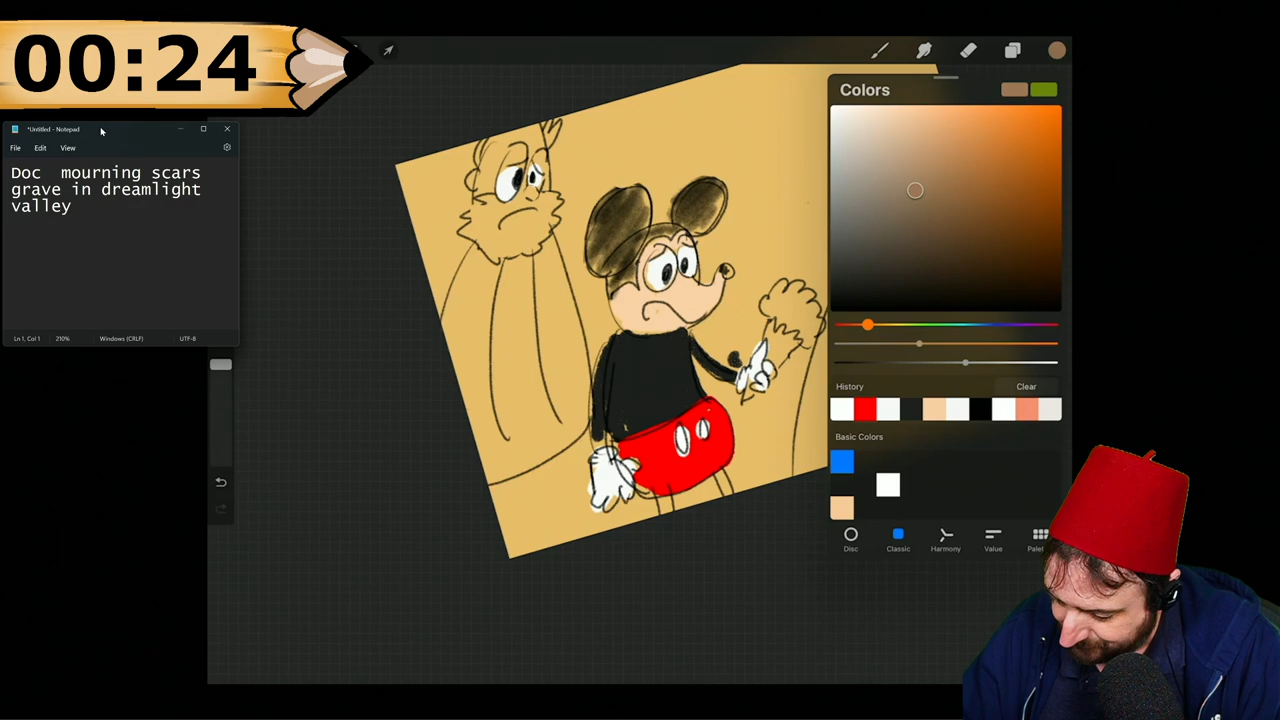 00:24
*Untitled - Notepad
File Edit View
Doc mourning scars
grave in dreamlight
valley
Ln 1, Col 1 210% Windows (CRLF) UTF-8
Colors
History Clear
Basic Colors
Disc Classic Harmony Value